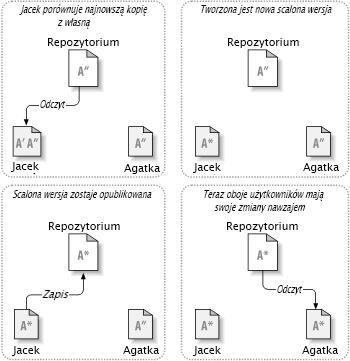 Jacek porównuje najnowszą kopię
z własną
Repozytorium
A"
Odczyt
A' A"
Jacek
A"
Agatka
Tworzona jest nowa scalona wersja
Repozytorium
A"
A*
Jacek
A"
Agatka
Scalona wersja zostaje opublikowana
Repozytorium
A*
Zapis
A*
Jacek
A"
Agatka
Teraz oboje użytkowników mają
swoje zmiany nawzajem
Repozytorium
A*
Odczyt
A*
Jacek
A*
Agatka